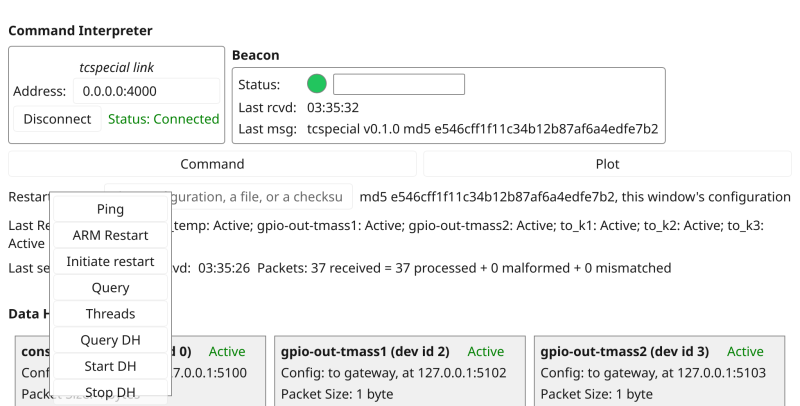 Command Interpreter
tcspecial link
Address: 0.0.0.0:4000
Disconnect Status: Connected
Beacon
Status:
Last rcvd: 03:35:32
Last msg: tcspecial v0.1.0 md5 e546cff1f11c34b12b87af6a4edfe7b2
Command Plot
Restar guration, a file, or a checksu md5 e546cff1f11c34b12b87af6a4edfe7b2, this window's configuration
Last Re _temp: Active; gpio-out-tmass1: Active; gpio-out-tmass2: Active; to_k1: Active; to_k2: Active; to_k3:
Active
Last se vd: 03:35:26 Packets: 37 received = 37 processed + 0 malformed + 0 mismatched
Ping
ARM Restart
Initiate restart
Query
Threads
Query DH
Start DH
Stop DH
Data H
cons d 0) Active
Conf 7.0.0.1:5100
Packet Size:
gpio-out-tmass1 (dev id 2) Active
Config: to gateway, at 127.0.0.1:5102
Packet Size: 1 byte
gpio-out-tmass2 (dev id 3) Active
Config: to gateway, at 127.0.0.1:5103
Packet Size: 1 byte